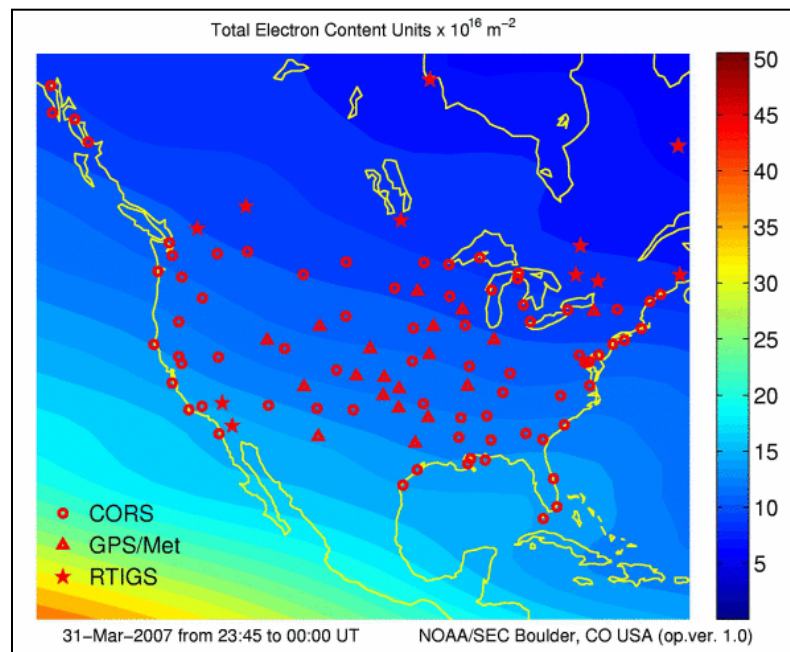 Total Electron Content Units x 10^16 m^−2
50
45
40
35
30
25
20
15
10
5
CORS
GPS/Met
RTIGS
31−Mar−2007 from 23:45 to 00:00 UT
NOAA/SEC Boulder, CO USA (op.ver. 1.0)